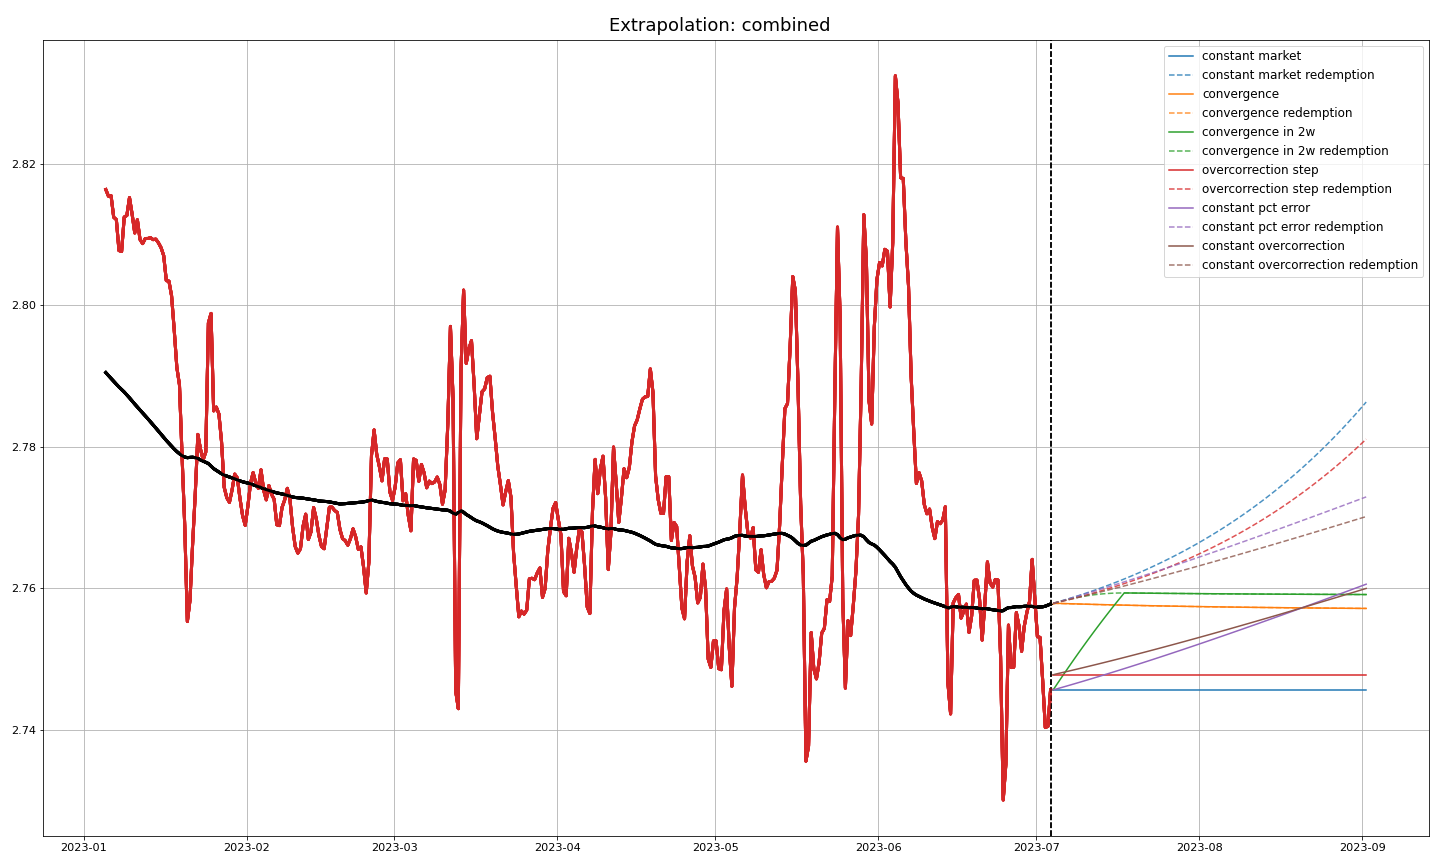 Extrapolation: combined
constant market
constant market redemption
convergence
convergence redemption
convergence in 2w
convergence in 2w redemption
overcorrection step
overcorrection step redemption
constant pct error
constant pct error redemption
constant overcorrection
constant overcorrection redemption
2.82
2.80
2.78
2.76
2.74
2023-01 2023-02 2023-03 2023-04 2023-05 2023-06 2023-07 2023-08 2023-09